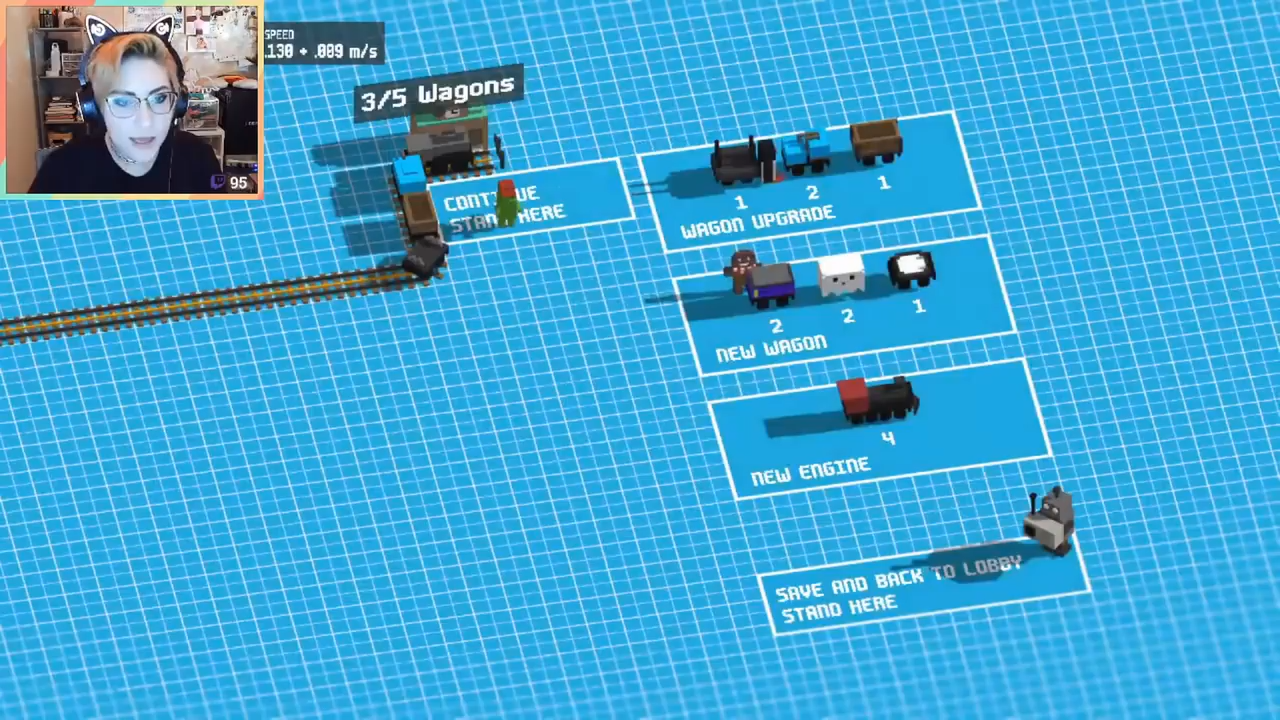 SPEED
.130 + .009 m/s
95
3/5 Wagons
CONTINUE
STAND HERE
1
2
1
WAGON UPGRADE
2
2
1
NEW WAGON
4
NEW ENGINE
SAVE AND BACK TO LOBBY
STAND HERE